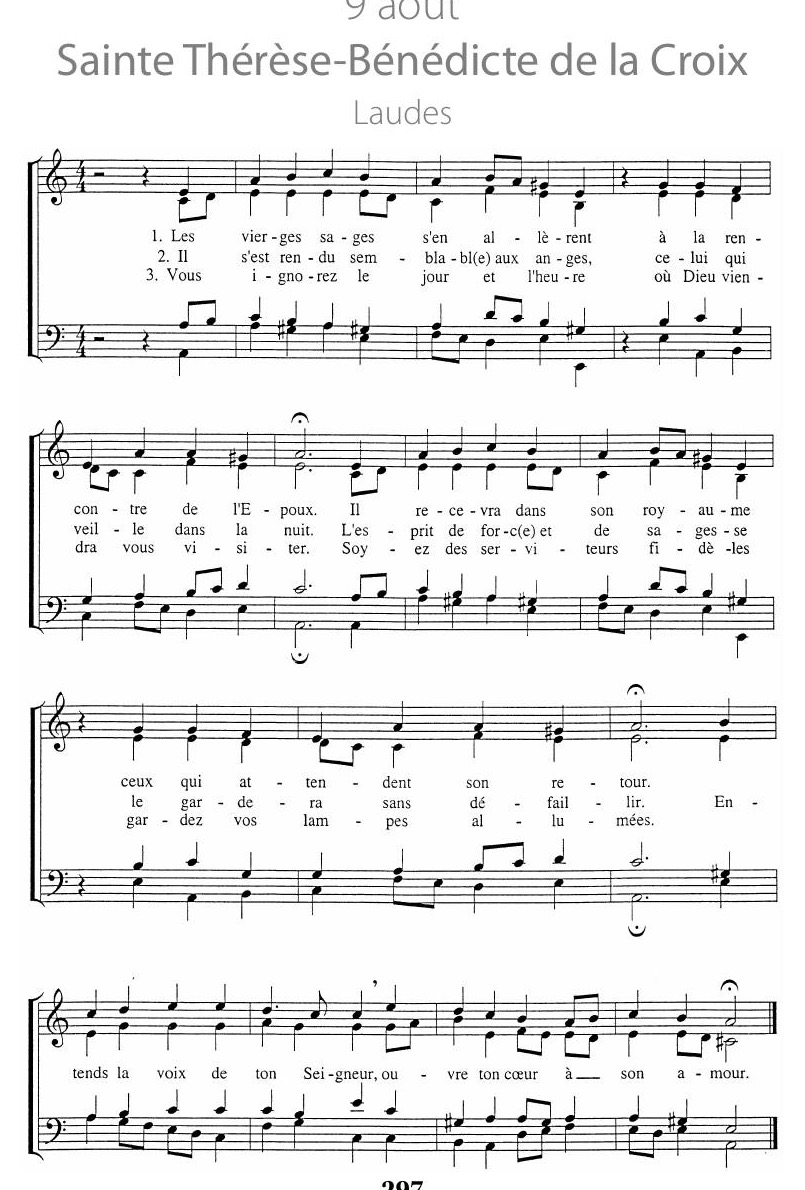 9 août
Sainte Thérèse-Bénédicte de la Croix
Laudes
1. Les vier - ges sa - ges s'en al - lè - rent à la ren -
2. Il s'est ren - du sem - bla - bl(e) aux an - ges, ce - lui qui
3. Vous i - gno - rez le jour et l'heu - re où Dieu vien -
con - tre de l'E - poux. Il re - ce - vra dans son roy - au - me
veil - le dans la nuit. L'es - prit de for - c(e) et de sa - ges - se
dra vous vi - si - ter. Soy - ez des ser - vi - teurs fi - dè - les
ceux qui at - ten - dent son re - tour.
le gar - de - ra sans dé - fail - lir. En -
gar - dez vos lam - pes al - lu - mées.
tends la voix de ton Sei - gneur, ou - vre ton cœur à___ son a - mour.
297